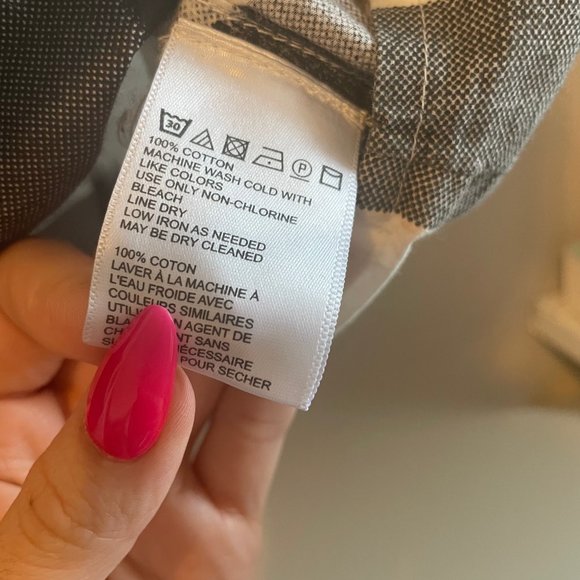 30 P
100% COTTON
MACHINE WASH COLD WITH
LIKE COLORS
USE ONLY NON-CHLORINE
BLEACH
LINE DRY
LOW IRON AS NEEDED
MAY BE DRY CLEANED
100% COTON
LAVER À LA MACHINE À
L'EAU FROIDE AVEC
COULEURS SIMILAIRES
AGENT DE
SANS
NÉCESSAIRE
POUR SECHER